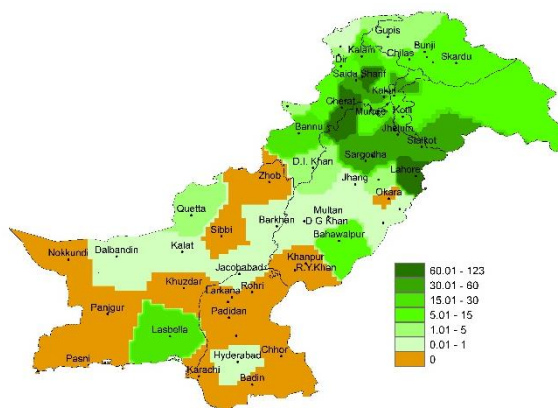 Gupis
Kalam
Chilas
Bunji
Skardu
Dir
Saidu Sharif
Kakul
Cherat
Murree
Kotli
Bannu
Jhelum
Sialkot
D.I. Khan
Sargodha
Zhob
Jhang
Lahore
Okara
Quetta
Multan
Barkhan
D G Khan
Sibbi
Bahawalpur
Kalat
Dalbandin
Nokkundi
Khanpur
Jacobabad
R.Y.Khan
Khuzdar
Rohri
Larkana
Panjgur
Padidan
Lasbolla
Hyderabad
Chhor
Pasni
Karachi
Badin
60.01 - 123
30.01 - 60
15.01 - 30
5.01 - 15
1.01 - 5
0.01 - 1
0